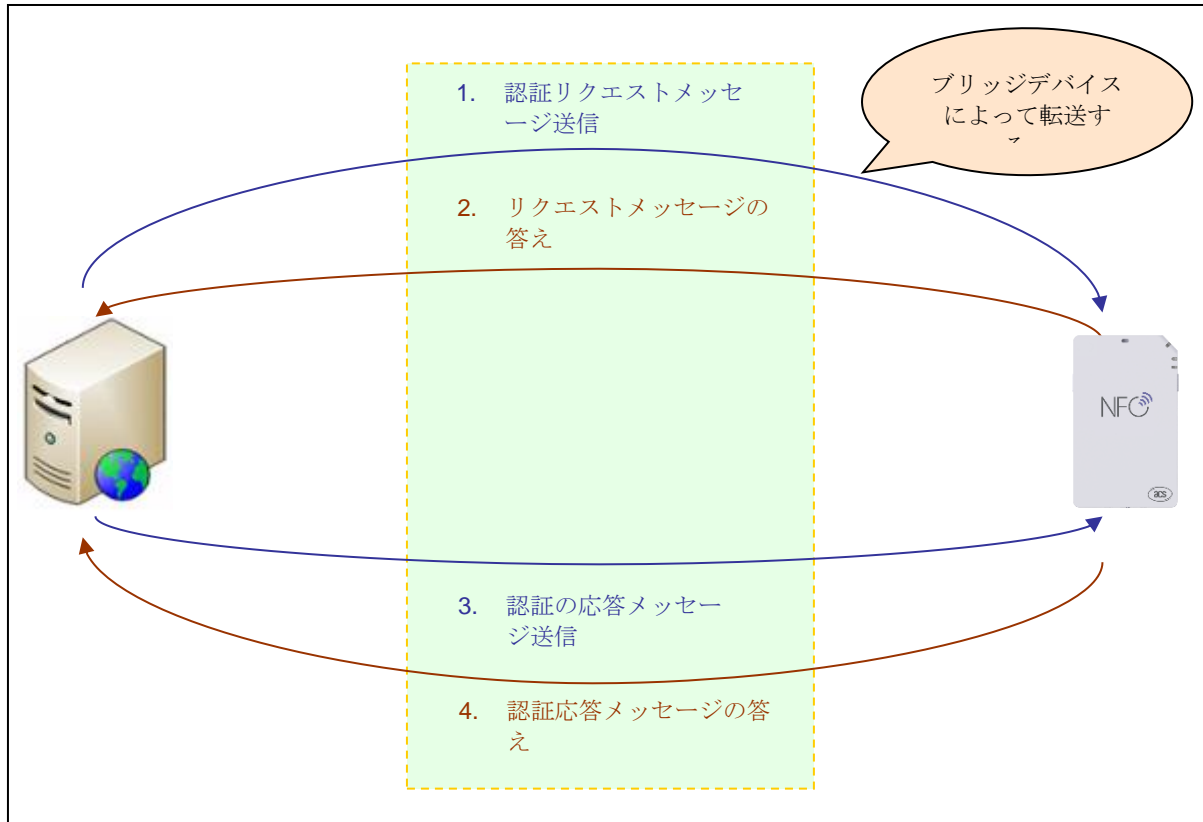 1. 認証リクエストメッセ
ージ送信
ブリッジデバイス
によって転送す
2. リクエストメッセージの
答え
NFC
acs
3. 認証の応答メッセー
ジ送信
4. 認証応答メッセージの答
え